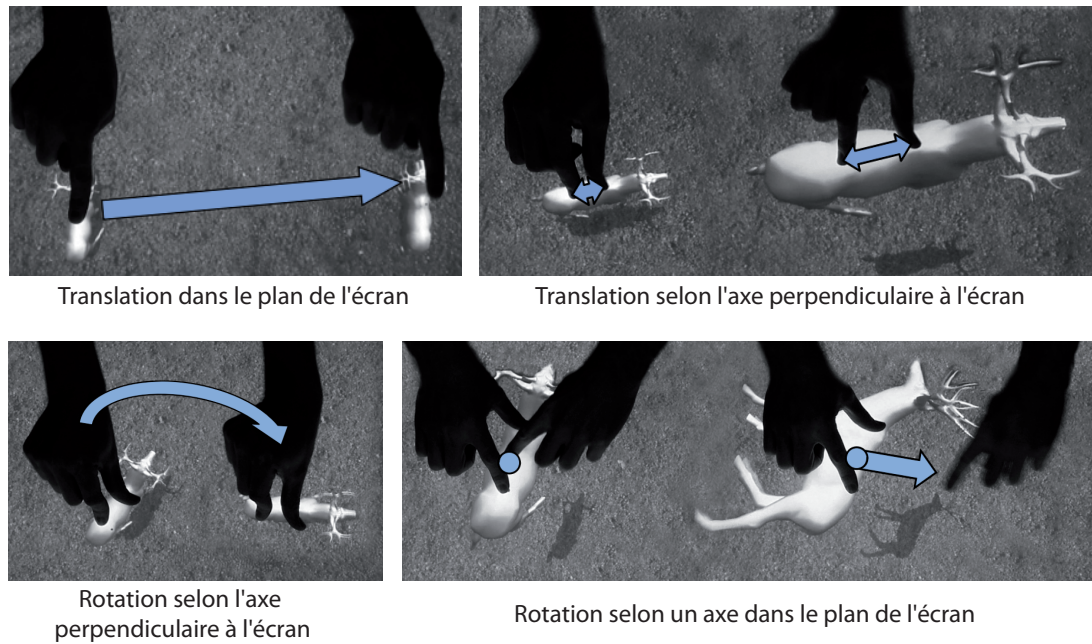 Translation dans le plan de l'écran
Translation selon l'axe perpendiculaire à l'écran
Rotation selon l'axe
perpendiculaire à l'écran
Rotation selon un axe dans le plan de l'écran